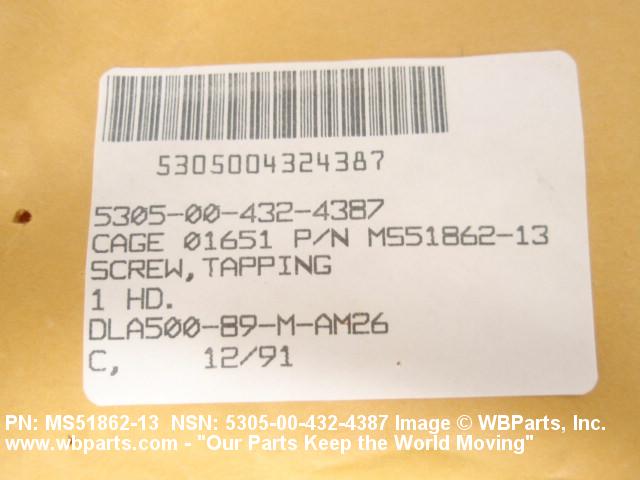 5305004324387
5305-00-432-4387
CAGE 01651 P/N MS51862-13
SCREW,TAPPING
1 HD.
DLA500-89-M-AM26
C, 12/91
PN: MS51862-13 NSN: 5305-00-432-4387 Image © WBParts, Inc.
www.wbparts.com - "Our Parts Keep the World Moving"